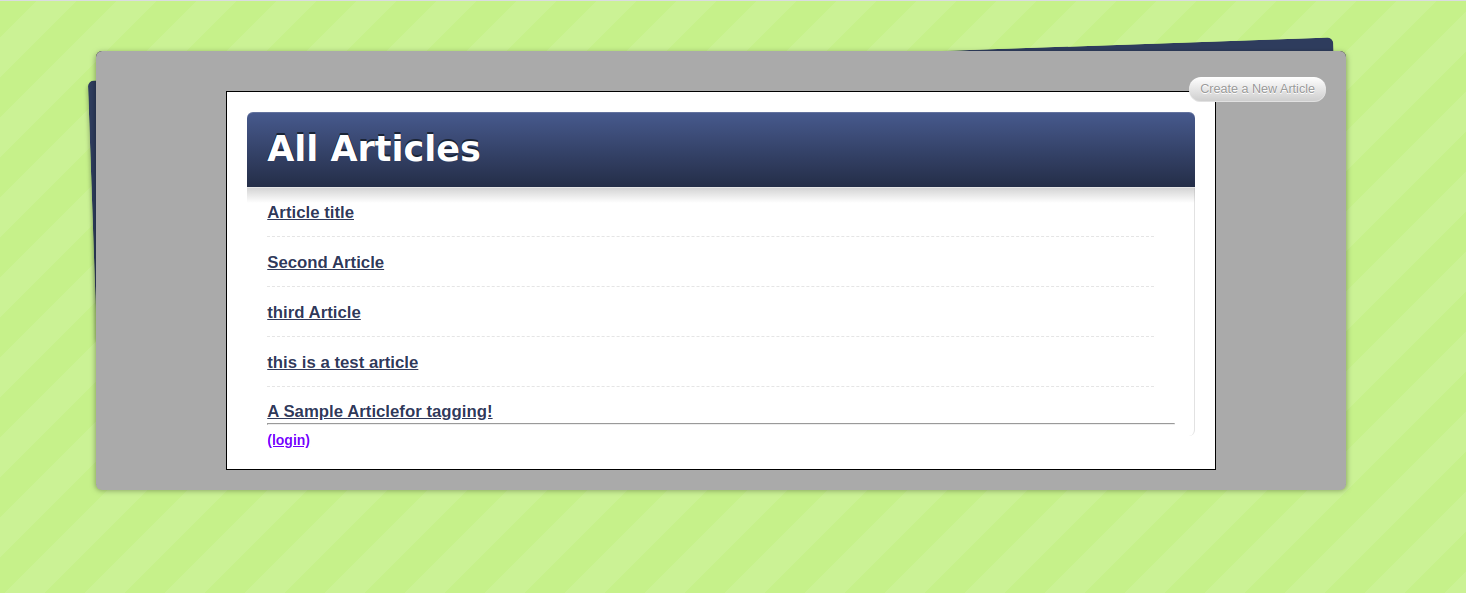 Create a New Article
All Articles
Article title
Second Article
third Article
this is a test article
A Sample Articlefor tagging!
(login)